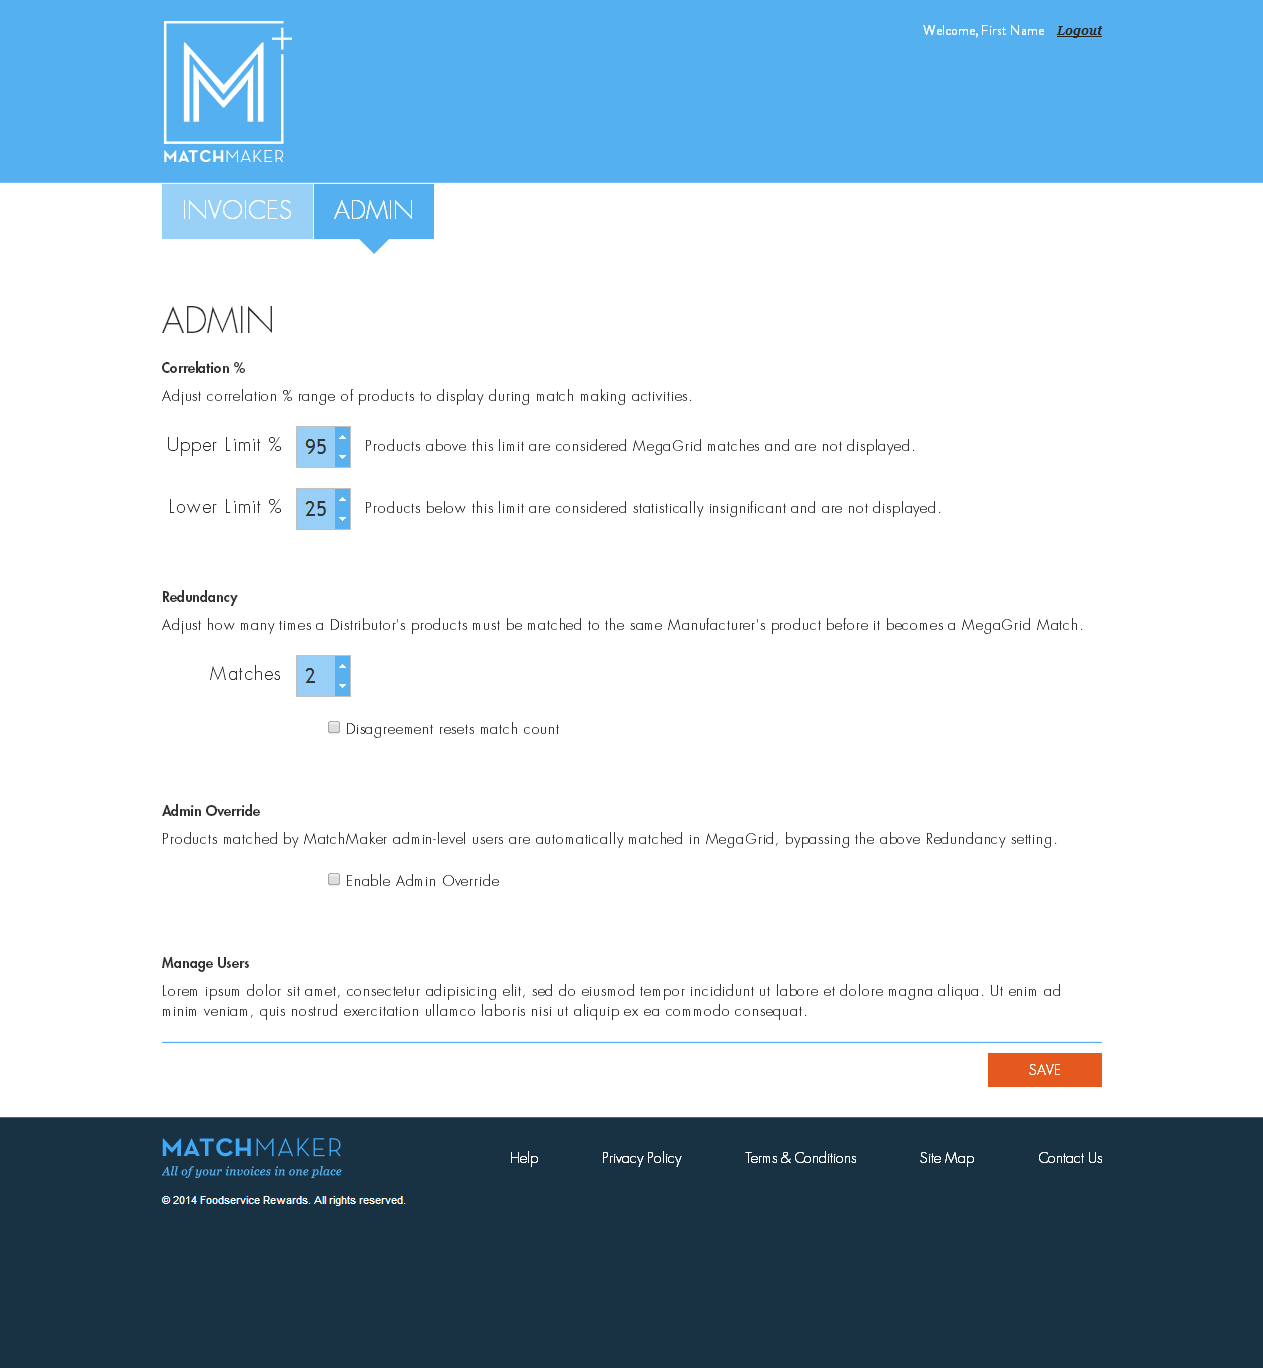 Welcome, First Name Logout
M+
MATCHMAKER
INVOICES ADMIN
ADMIN
Correlation %
Adjust correlation % range of products to display during match making activities.
Upper Limit % 95 Products above this limit are considered MegaGrid matches and are not displayed.
Lower Limit % 25 Products below this limit are considered statistically insignificant and are not displayed.
Redundancy
Adjust how many times a Distributor's products must be matched to the same Manufacturer's product before it becomes a MegaGrid Match.
Matches 2
Disagreement resets match count
Admin Override
Products matched by MatchMaker admin-level users are automatically matched in MegaGrid, bypassing the above Redundancy setting.
Enable Admin Override
Manage Users
Lorem ipsum dolor sit amet, consectetur adipisicing elit, sed do eiusmod tempor incididunt ut labore et dolore magna aliqua. Ut enim ad
minim veniam, quis nostrud exercitation ullamco laboris nisi ut aliquip ex ea commodo consequat.
SAVE
MATCHMAKER
Help Privacy Policy Terms & Conditions Site Map Contact Us
All of your invoices in one place
© 2014 Foodservice Rewards. All rights reserved.